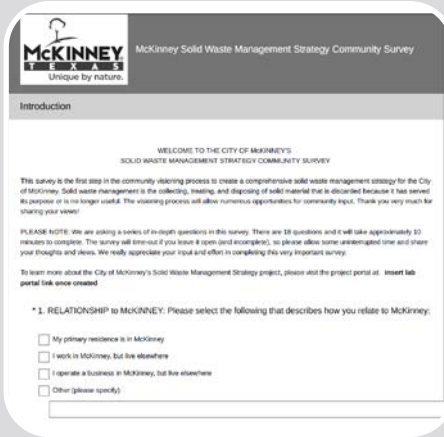 McKINNEY
TEXAS
Unique by nature.
McKinney Solid Waste Management Strategy Community Survey
Introduction
WELCOME TO THE CITY OF McKINNEY'S
SOLID WASTE MANAGEMENT STRATEGY COMMUNITY SURVEY
This survey is the first step in the community visioning process to create a comprehensive solid waste management strategy for the City
of McKinney. Solid waste management is the collecting, treating, and disposing of solid material that is discarded because it has served
its purpose or is no longer useful. The visioning process will allow numerous opportunities for community input. Thank you very much for
sharing your views!
PLEASE NOTE: We are asking a series of in-depth questions in this survey. There are 18 questions and it will take approximately 10
minutes to complete. The survey will time-out if you leave it open (and incomplete), so please allow some uninterrupted time and share
your thoughts and views. We really appreciate your input and effort in completing this very important survey.
To learn more about the City of McKinney's Solid Waste Management Strategy project, please visit the project portal at insert lab
portal link once created
* 1. RELATIONSHIP to McKINNEY: Please select the following that describes how you relate to McKinney:
My primary residence is in McKinney
I work in McKinney, but live elsewhere
I operate a business in McKinney, but live elsewhere
Other (please specify)